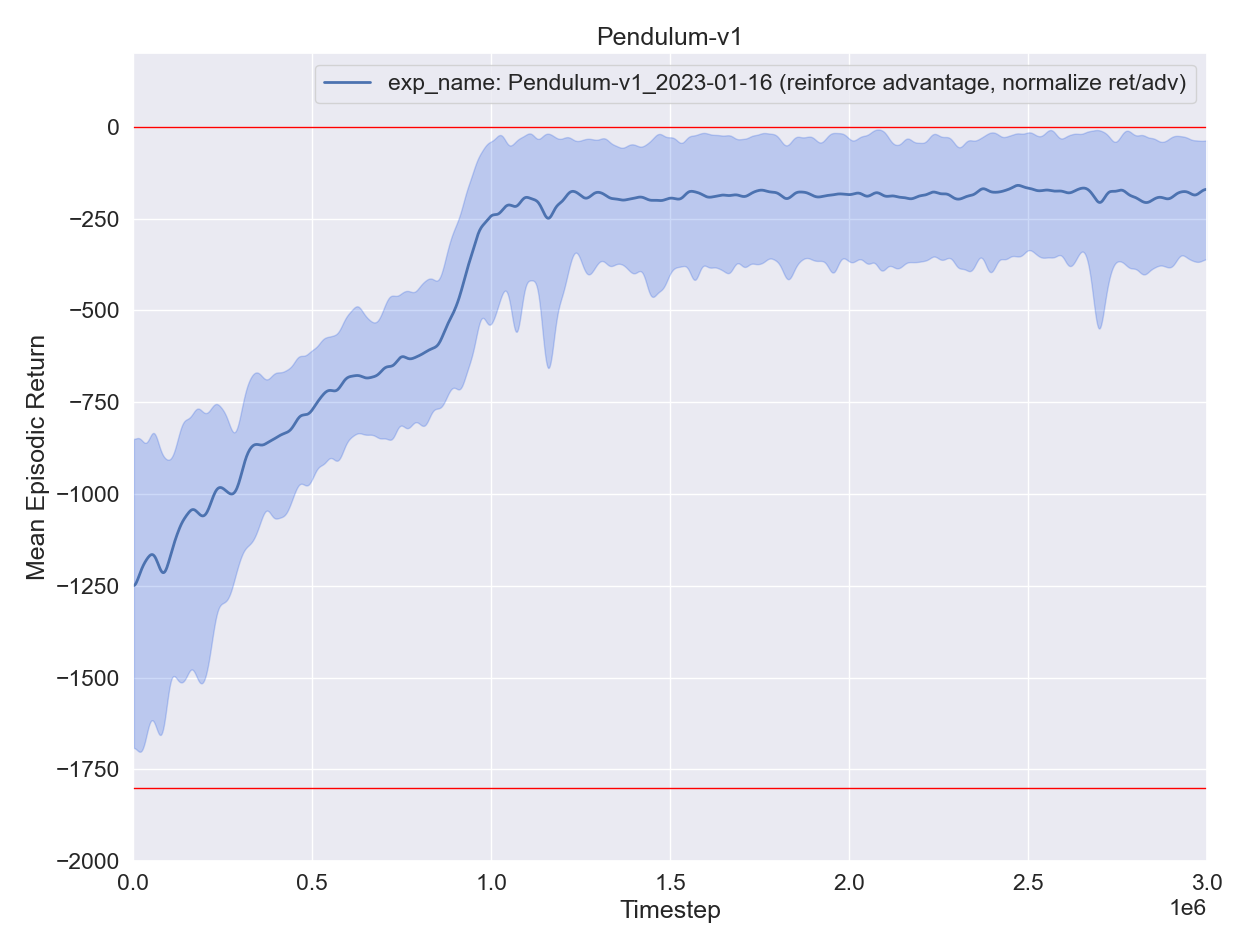 Pendulum-v1
exp_name: Pendulum-v1_2023-01-16 (reinforce advantage, normalize ret/adv)
Mean Episodic Return
0
−250
−500
−750
−1000
−1250
−1500
−1750
−2000
0.0 0.5 1.0 1.5 2.0 2.5 3.0
Timestep
1e6